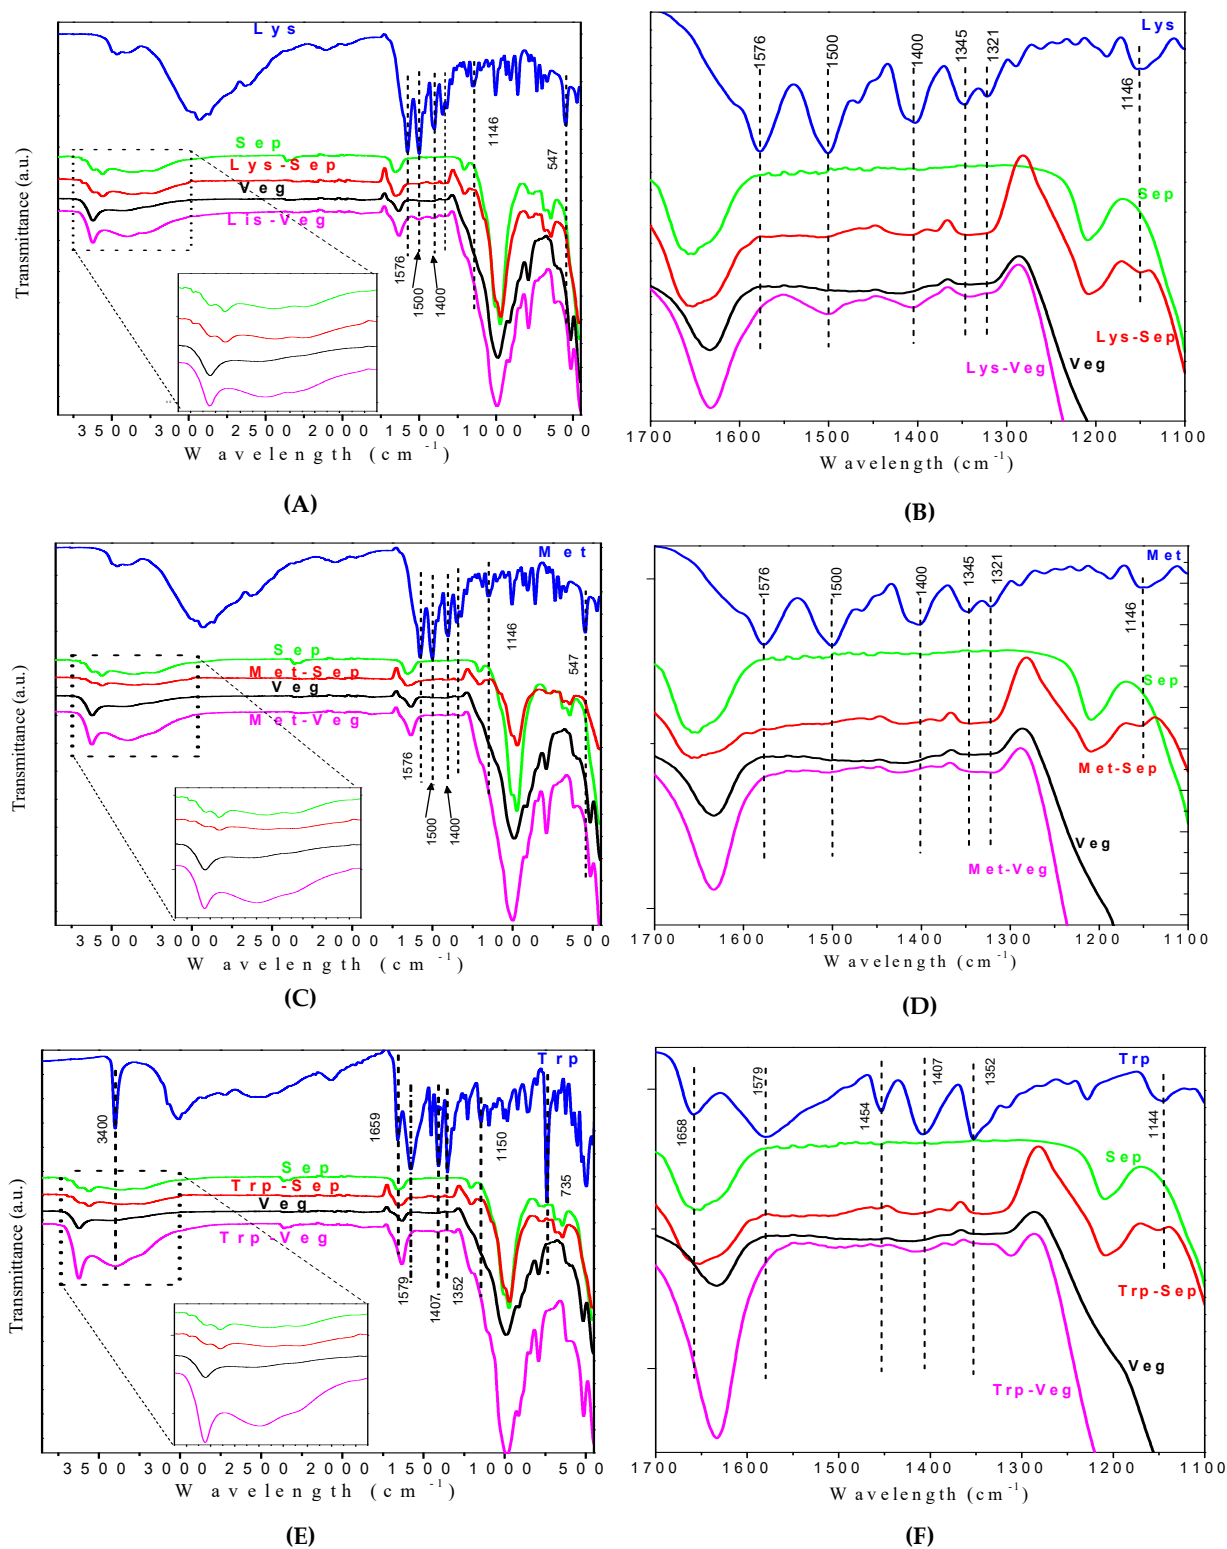 Lys
Sep
Lys-Sep
Veg
Lis-Veg
1146
547
1576
1500
1400
Transmittance (a.u.)
3500 3000 2500 2000 1500 1000 500
Wavelength (cm-1)
(A)
Lys
1576
1500
1400
1345
1321
1146
Sep
Lys-Sep
Lys-Veg
Veg
Transmittance (a.u.)
1700 1600 1500 1400 1300 1200 1100
Wavelength (cm-1)
(B)
Met
Sep
Met-Sep
Veg
Met-Veg
1146
547
1576
1500
1400
Transmittance (a.u.)
3500 3000 2500 2000 1500 1000 500
Wavelength (cm-1)
(C)
Met
1576
1500
1400
1345
1321
1146
Sep
Met-Sep
Veg
Met-Veg
Transmittance (a.u.)
1700 1600 1500 1400 1300 1200 1100
Wavelength (cm-1)
(D)
Trp
3400
1659
Sep
Trp-Sep
Veg
Trp-Veg
1150
735
1579
1407
1352
Transmittance (a.u.)
3500 3000 2500 2000 1500 1000 500
Wavelength (cm-1)
(E)
Trp
1658
1579
1454
1407
1352
1144
Sep
Trp-Sep
Veg
Trp-Veg
Transmittance (a.u.)
1700 1600 1500 1400 1300 1200 1100
Wavelength (cm-1)
(F)